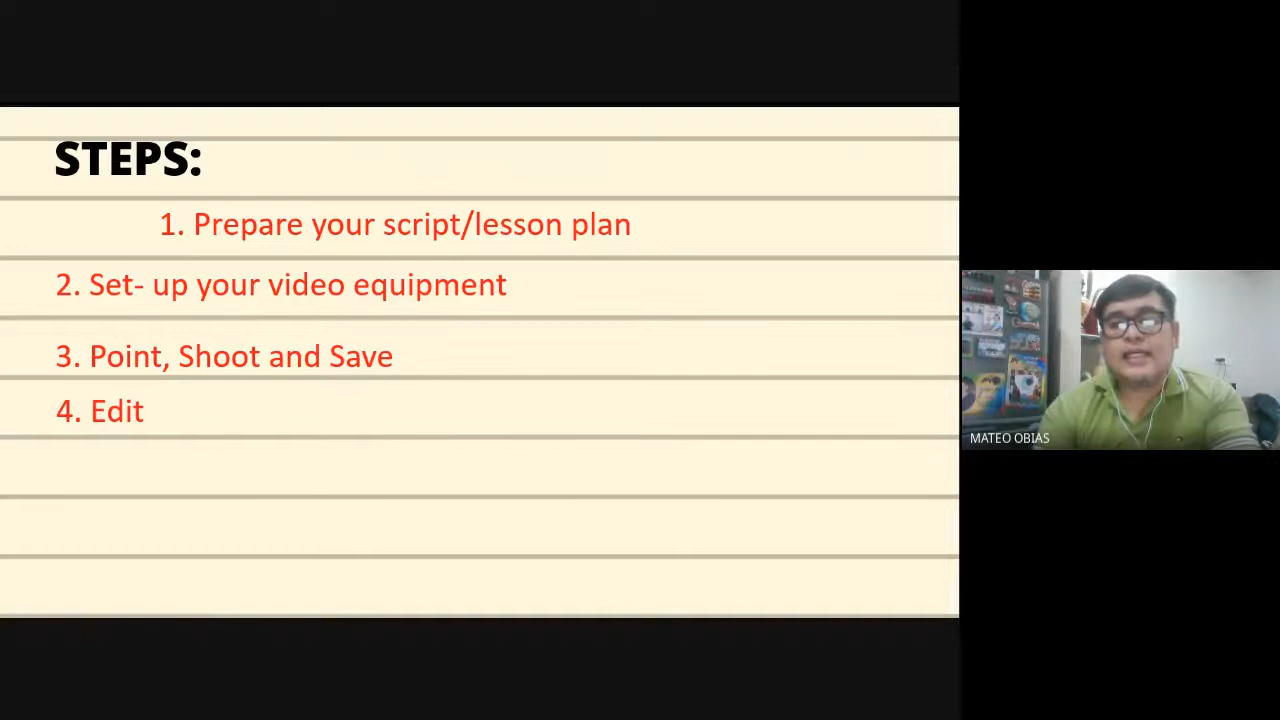 STEPS:
1. Prepare your script/lesson plan
2. Set- up your video equipment
3. Point, Shoot and Save
4. Edit
MATEO OBIAS